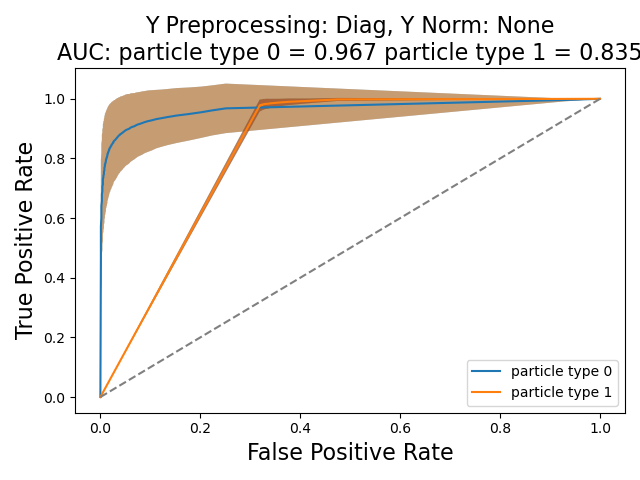 Y Preprocessing: Diag, Y Norm: None
AUC: particle type 0 = 0.967 particle type 1 = 0.835
True Positive Rate
1.0
0.8
0.6
0.4
0.2
0.0
particle type 0
particle type 1
0.0 0.2 0.4 0.6 0.8 1.0
False Positive Rate